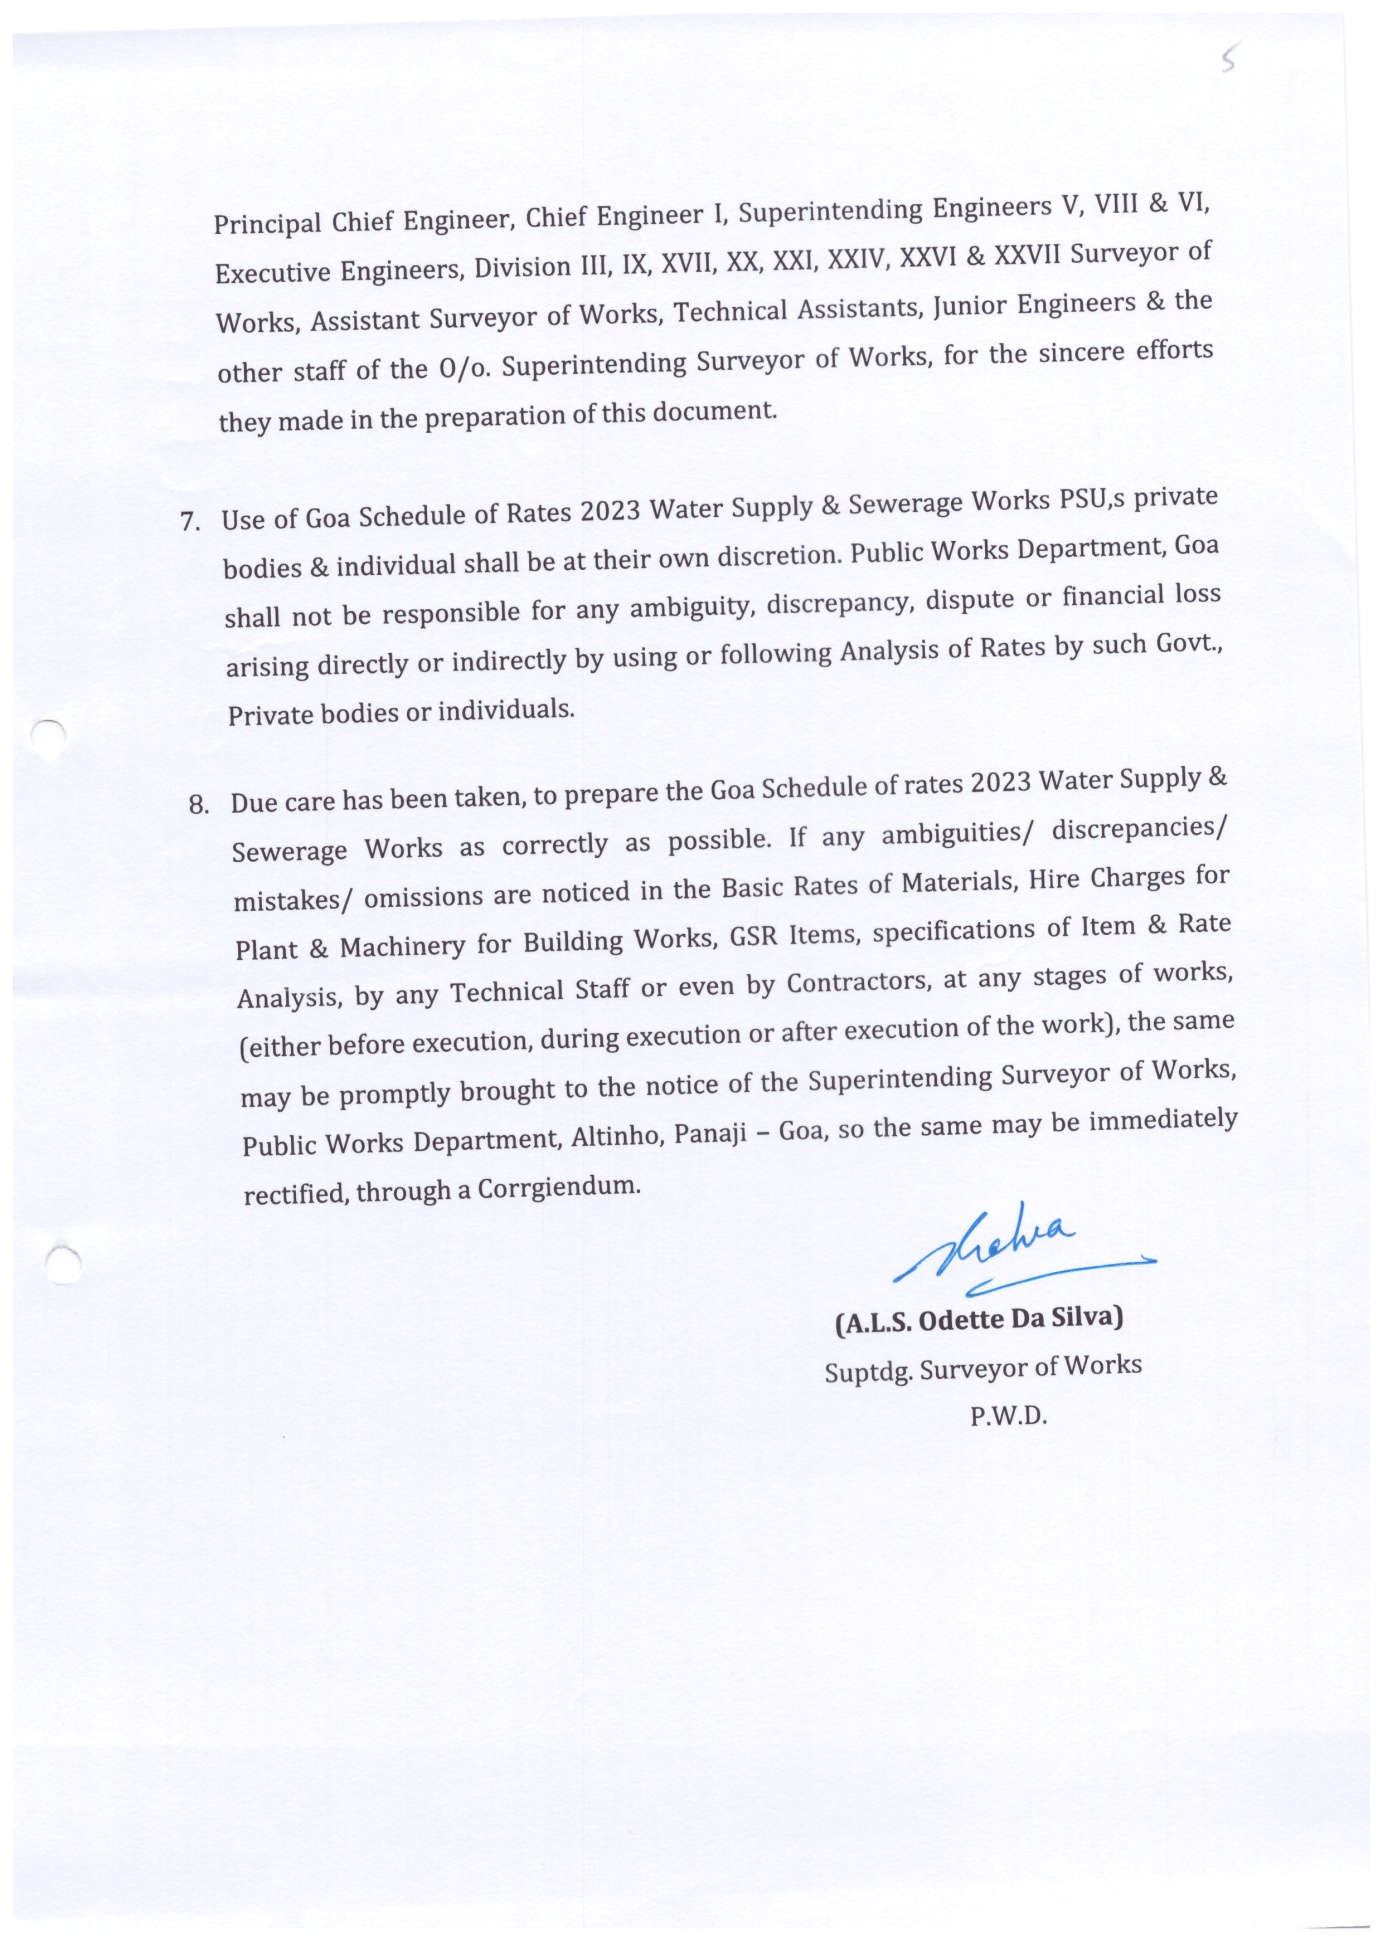 5
Principal Chief Engineer, Chief Engineer I, Superintending Engineers V, VIII & VI,
Executive Engineers, Division III, IX, XVII, XX, XXI, XXIV, XXVI & XXVII Surveyor of
Works, Assistant Surveyor of Works, Technical Assistants, Junior Engineers & the
other staff of the O/o. Superintending Surveyor of Works, for the sincere efforts
they made in the preparation of this document.
7. Use of Goa Schedule of Rates 2023 Water Supply & Sewerage Works PSU,s private
bodies & individual shall be at their own discretion. Public Works Department, Goa
shall not be responsible for any ambiguity, discrepancy, dispute or financial loss
arising directly or indirectly by using or following Analysis of Rates by such Govt.,
Private bodies or individuals.
8. Due care has been taken, to prepare the Goa Schedule of rates 2023 Water Supply &
Sewerage Works as correctly as possible. If any ambiguities/ discrepancies/
mistakes/ omissions are noticed in the Basic Rates of Materials, Hire Charges for
Plant & Machinery for Building Works, GSR Items, specifications of Item & Rate
Analysis, by any Technical Staff or even by Contractors, at any stages of works,
(either before execution, during execution or after execution of the work), the same
may be promptly brought to the notice of the Superintending Surveyor of Works,
Public Works Department, Altinho, Panaji – Goa, so the same may be immediately
rectified, through a Corrgiendum.
(A.L.S. Odette Da Silva)
Suptdg. Surveyor of Works
P.W.D.